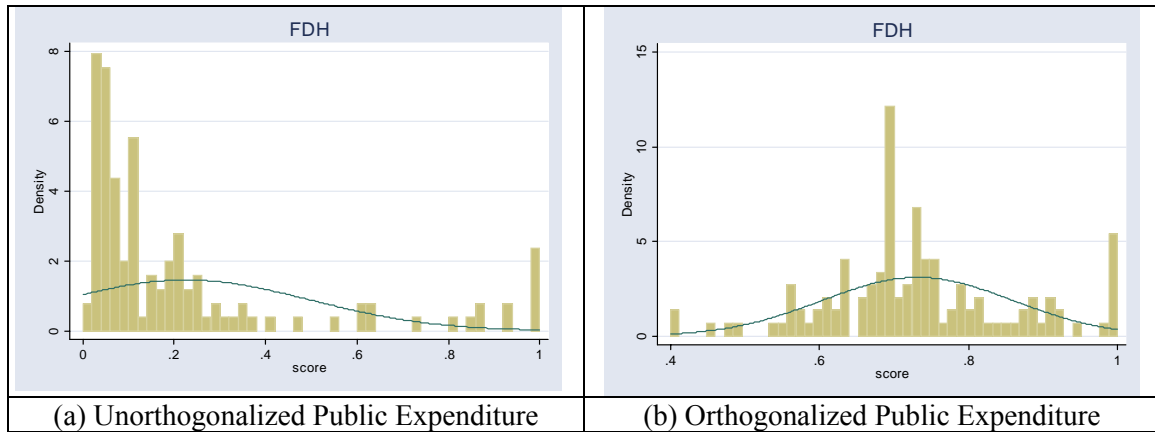 FDH
8
6
4
2
0
Density
0
.2
.4
.6
.8
1
score
FDH
15
10
5
0
Density
.4
.6
.8
1
score
(a) Unorthogonalized Public Expenditure
(b) Orthogonalized Public Expenditure